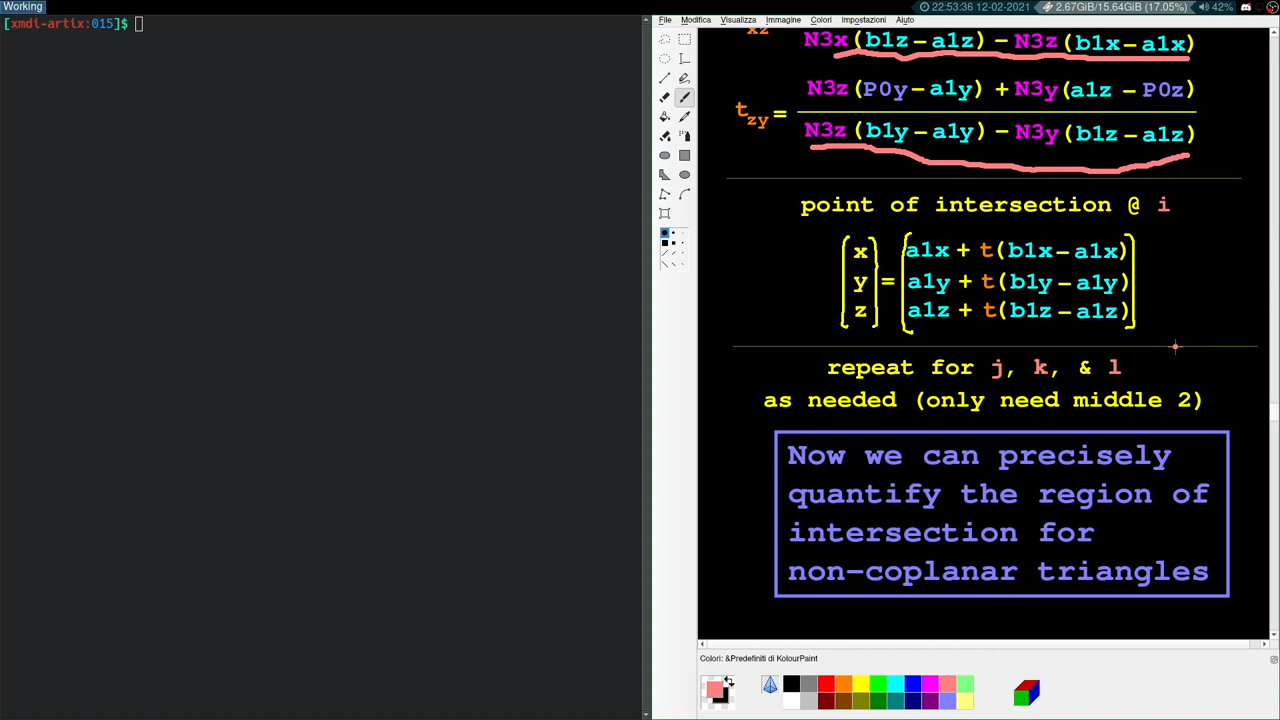 Working
22:53:36 12-02-2021
2.67GiB/15.64GiB (17.05%)
42%
[xmdi-artix:015]$
File Modifica Visualizza Immagine Colori Impostazioni Aiuto
xz
N3x(b1z-a1z)-N3z(b1x-a1x)
N3z(P0y-a1y)+N3y(a1z-P0z)
tzy=
N3z(b1y-a1y)-N3y(b1z-a1z)
point of intersection @ i
x a1x+t(b1x-a1x)
y = a1y+t(b1y-a1y)
z a1z+t(b1z-a1z)
repeat for j, k, & l
as needed (only need middle 2)
Now we can precisely
quantify the region of
intersection for
non-coplanar triangles
Colori: &Predefiniti di KolourPaint